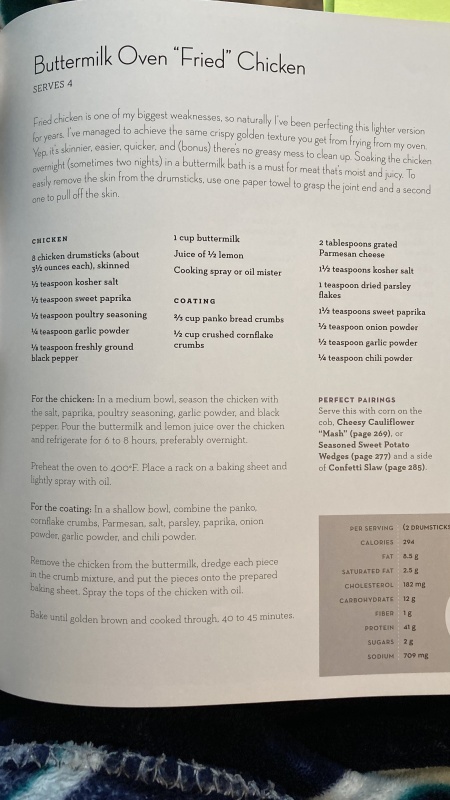 Buttermilk Oven "Fried" Chicken
SERVES 4
Fried chicken is one of my biggest weaknesses, so naturally I've been perfecting this lighter version
for years. I've managed to achieve the same crispy golden texture you get from frying from my oven.
Yep, it's skinnier, easier, quicker, and (bonus) there's no greasy mess to clean up. Soaking the chicken
overnight (sometimes two nights) in a buttermilk bath is a must for meat that's moist and juicy. To
easily remove the skin from the drumsticks, use one paper towel to grasp the joint end and a second
one to pull off the skin.
CHICKEN
8 chicken drumsticks (about
3½ ounces each), skinned
½ teaspoon kosher salt
½ teaspoon sweet paprika
½ teaspoon poultry seasoning
¼ teaspoon garlic powder
⅛ teaspoon freshly ground
black pepper
1 cup buttermilk
Juice of ½ lemon
Cooking spray or oil mister
COATING
⅔ cup panko bread crumbs
½ cup crushed cornflake
crumbs
2 tablespoons grated
Parmesan cheese
1½ teaspoons kosher salt
1 teaspoon dried parsley
flakes
1½ teaspoons sweet paprika
½ teaspoon onion powder
½ teaspoon garlic powder
¼ teaspoon chili powder
For the chicken: In a medium bowl, season the chicken with
the salt, paprika, poultry seasoning, garlic powder, and black
pepper. Pour the buttermilk and lemon juice over the chicken
and refrigerate for 6 to 8 hours, preferably overnight.
Preheat the oven to 400°F. Place a rack on a baking sheet and
lightly spray with oil.
For the coating: In a shallow bowl, combine the panko,
cornflake crumbs, Parmesan, salt, parsley, paprika, onion
powder, garlic powder, and chili powder.
Remove the chicken from the buttermilk, dredge each piece
in the crumb mixture, and put the pieces onto the prepared
baking sheet. Spray the tops of the chicken with oil.
Bake until golden brown and cooked through, 40 to 45 minutes.
PERFECT PAIRINGS
Serve this with corn on the
cob, Cheesy Cauliflower
"Mash" (page 269), or
Seasoned Sweet Potato
Wedges (page 277) and a side
of Confetti Slaw (page 285).
PER SERVING (2 DRUMSTICKS
CALORIES 294
FAT 8.5 g
SATURATED FAT 2.5 g
CHOLESTEROL 182 mg
CARBOHYDRATE 12 g
FIBER 1 g
PROTEIN 41 g
SUGARS 2 g
SODIUM 709 mg